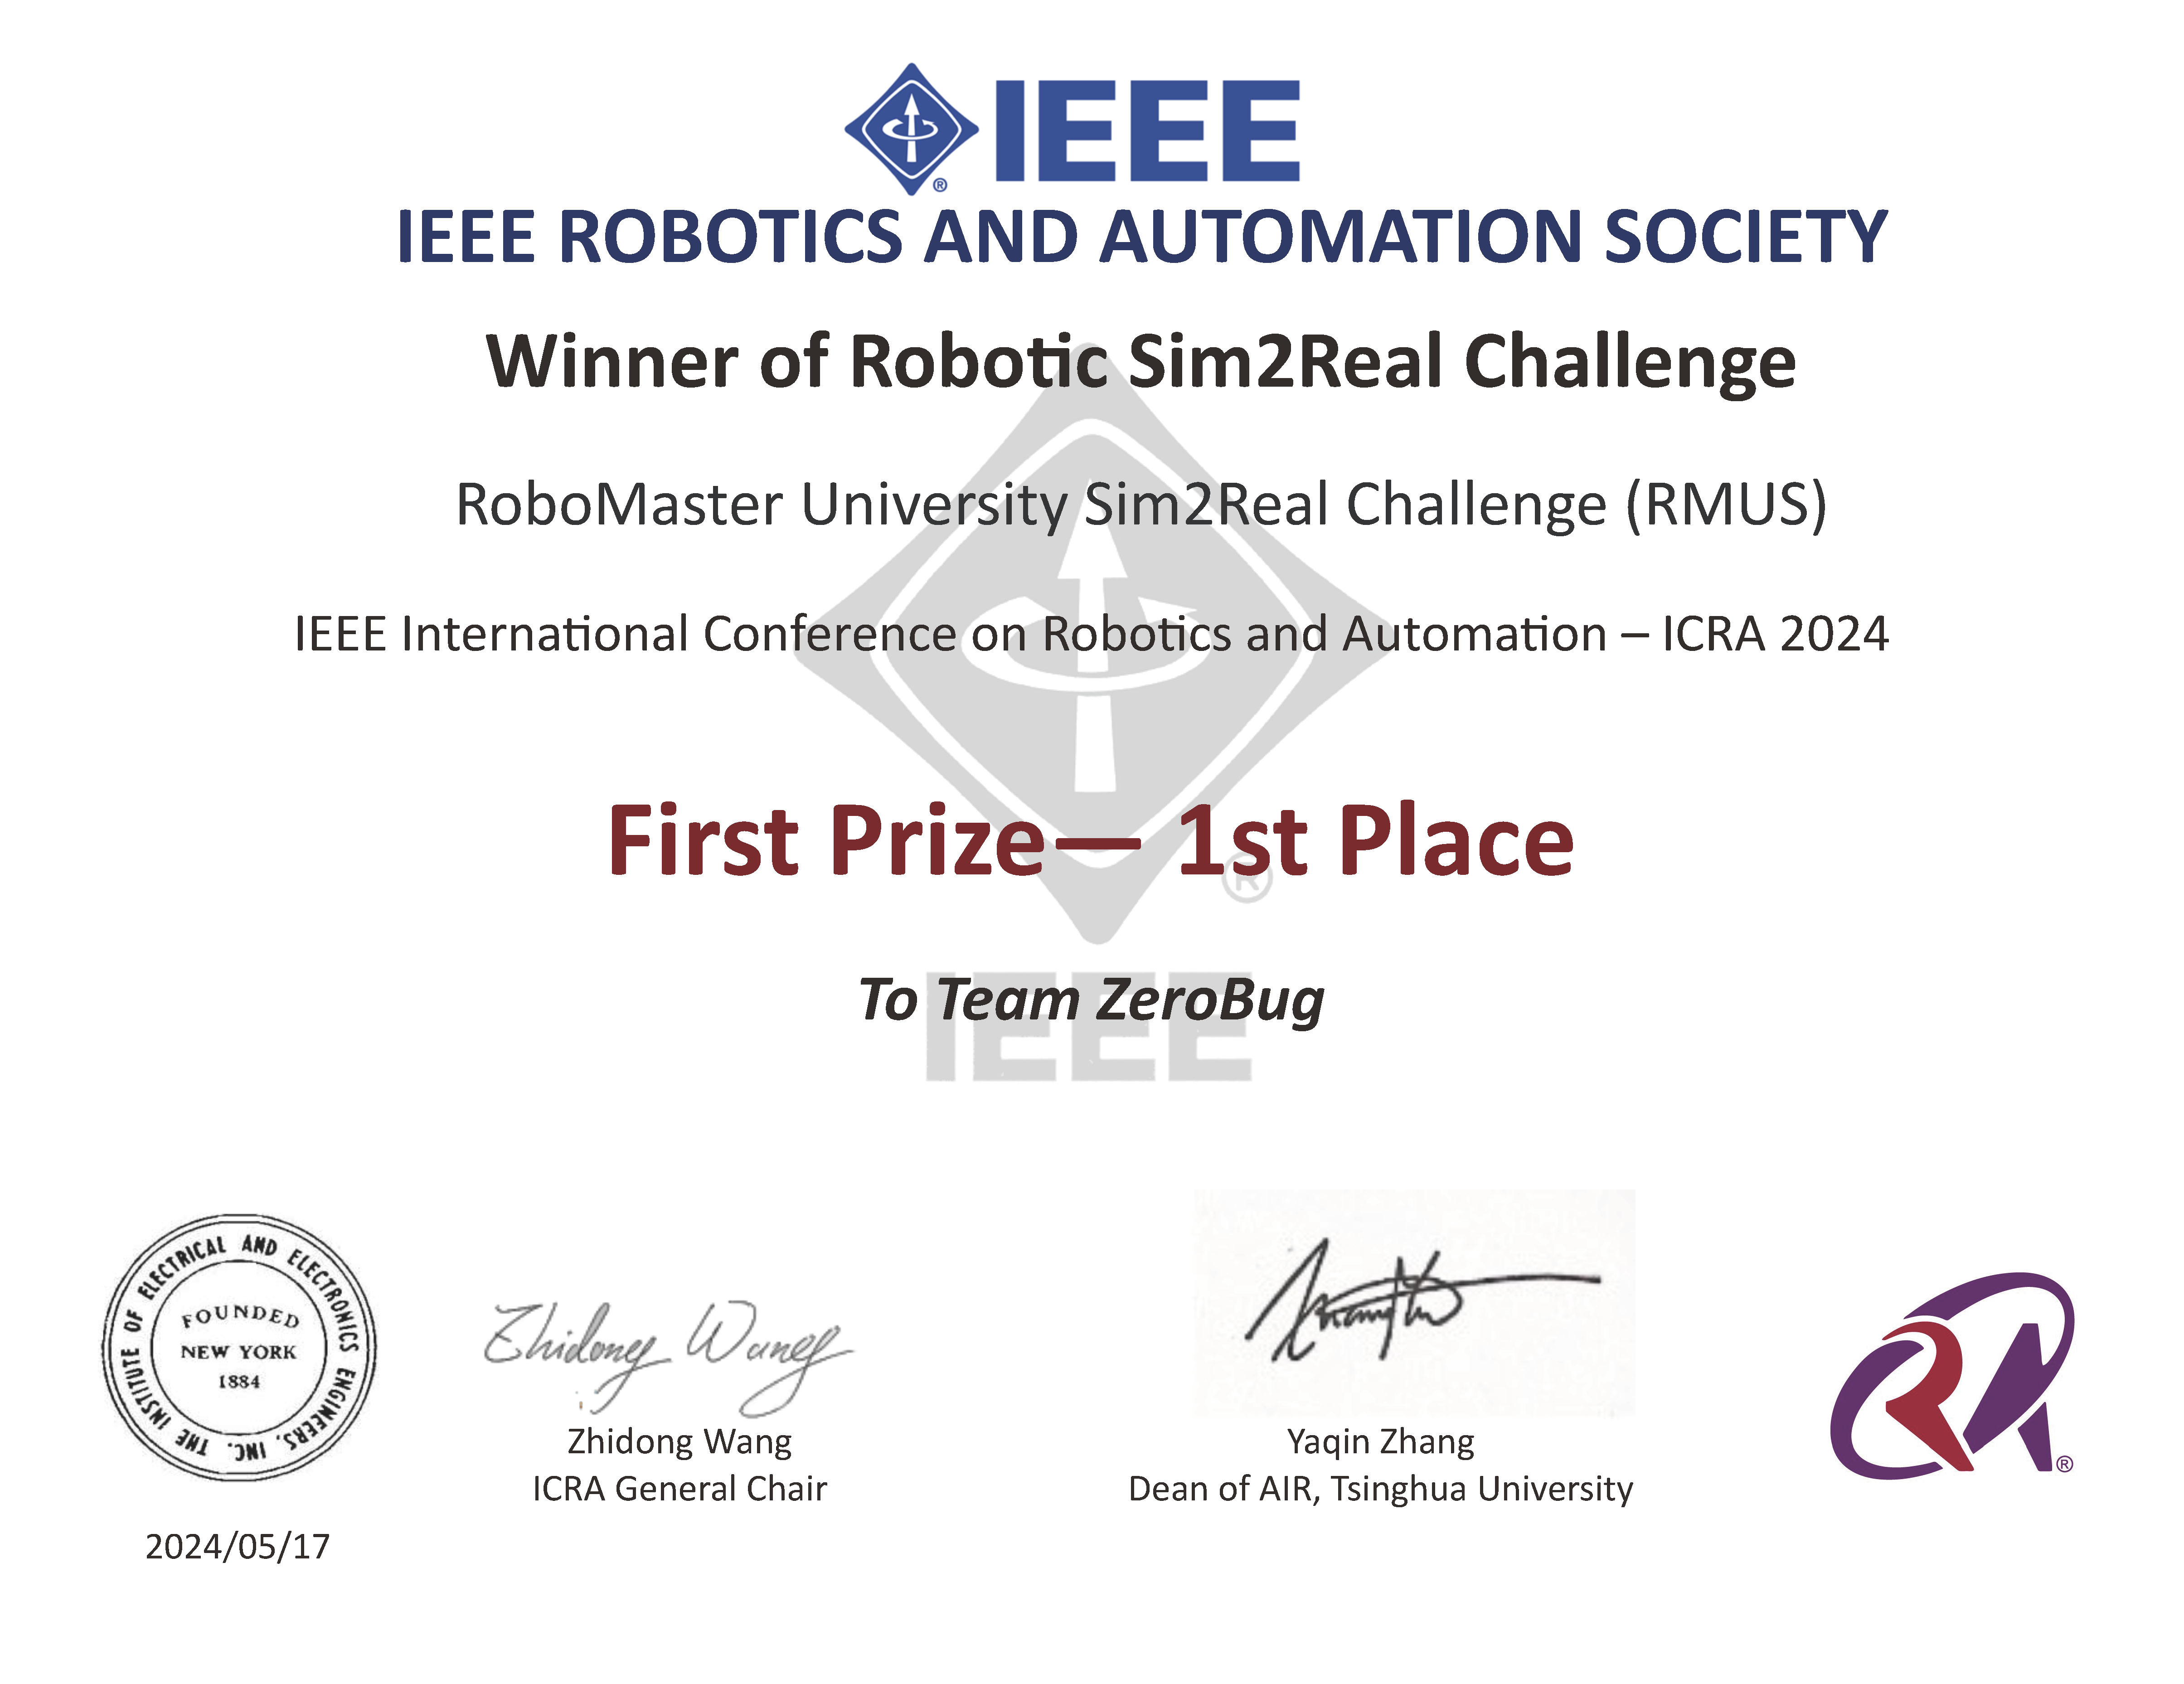 IEEE
IEEE ROBOTICS AND AUTOMATION SOCIETY
Winner of Robotic Sim2Real Challenge
RoboMaster University Sim2Real Challenge (RMUS)
IEEE International Conference on Robotics and Automation – ICRA 2024
First Prize— 1st Place
To Team ZeroBug
IEEE
THE INSTITUTE OF ELECTRICAL AND ELECTRONICS ENGINEERS, INC.
FOUNDED
NEW YORK
1884
Zhidong Wang
Zhidong Wang
ICRA General Chair
Yaqin Zhang
Dean of AIR, Tsinghua University
RA®
2024/05/17